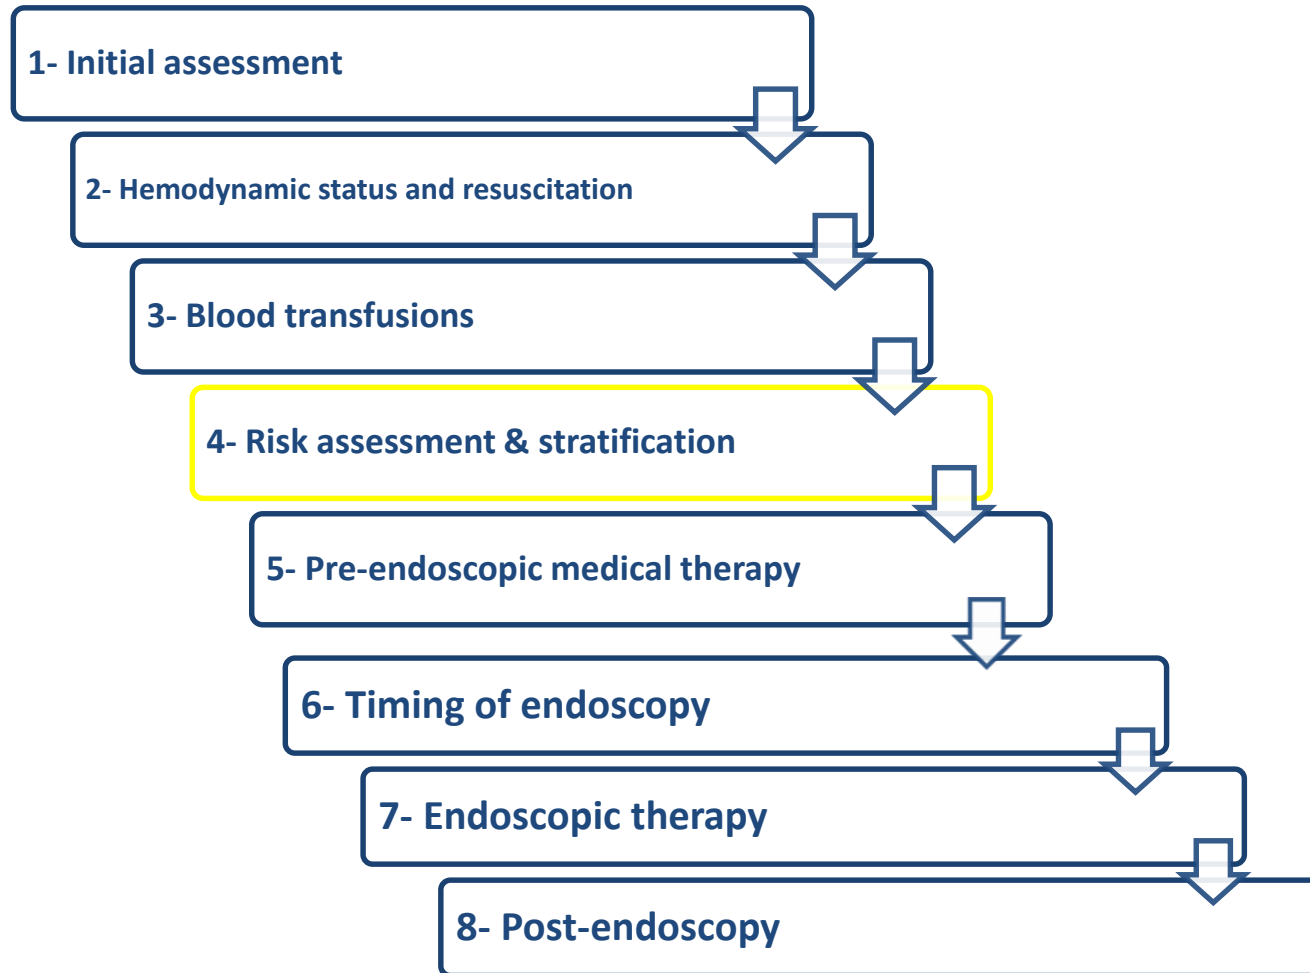 1- Initial assessment
2- Hemodynamic status and resuscitation
3- Blood transfusions
4- Risk assessment & stratification
5- Pre-endoscopic medical therapy
6- Timing of endoscopy
7- Endoscopic therapy
8- Post-endoscopy